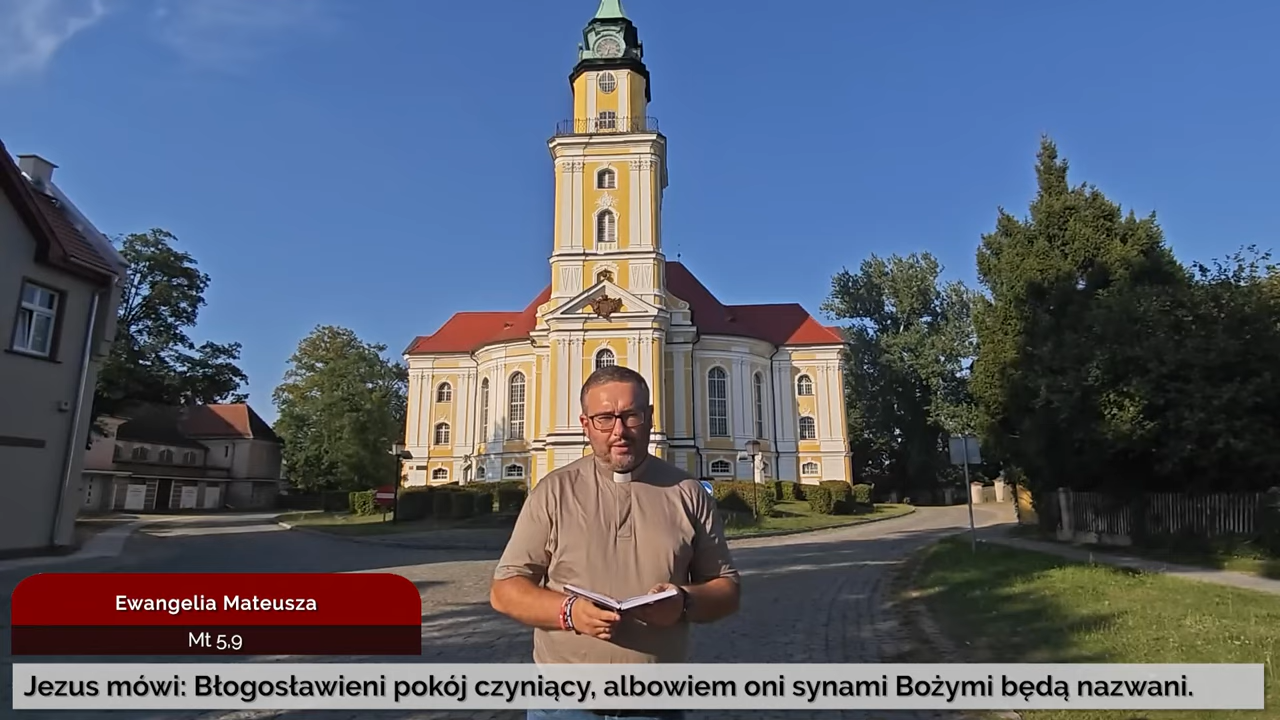 Ewangelia Mateusza
Mt 5,9
Jezus mówi: Błogosławieni pokój czyniący, albowiem oni synami Bożymi będą nazwani.